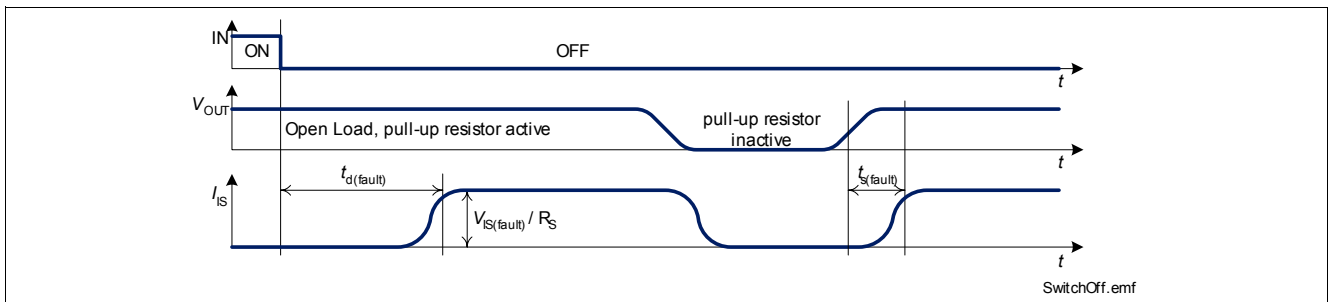 IN
ON
OFF
t
VOUT
Open Load, pull-up resistor active
pull-up resistor
inactive
t
IIS
td(fault)
VIS(fault) / RS
ts(fault)
t
SwitchOff.emf